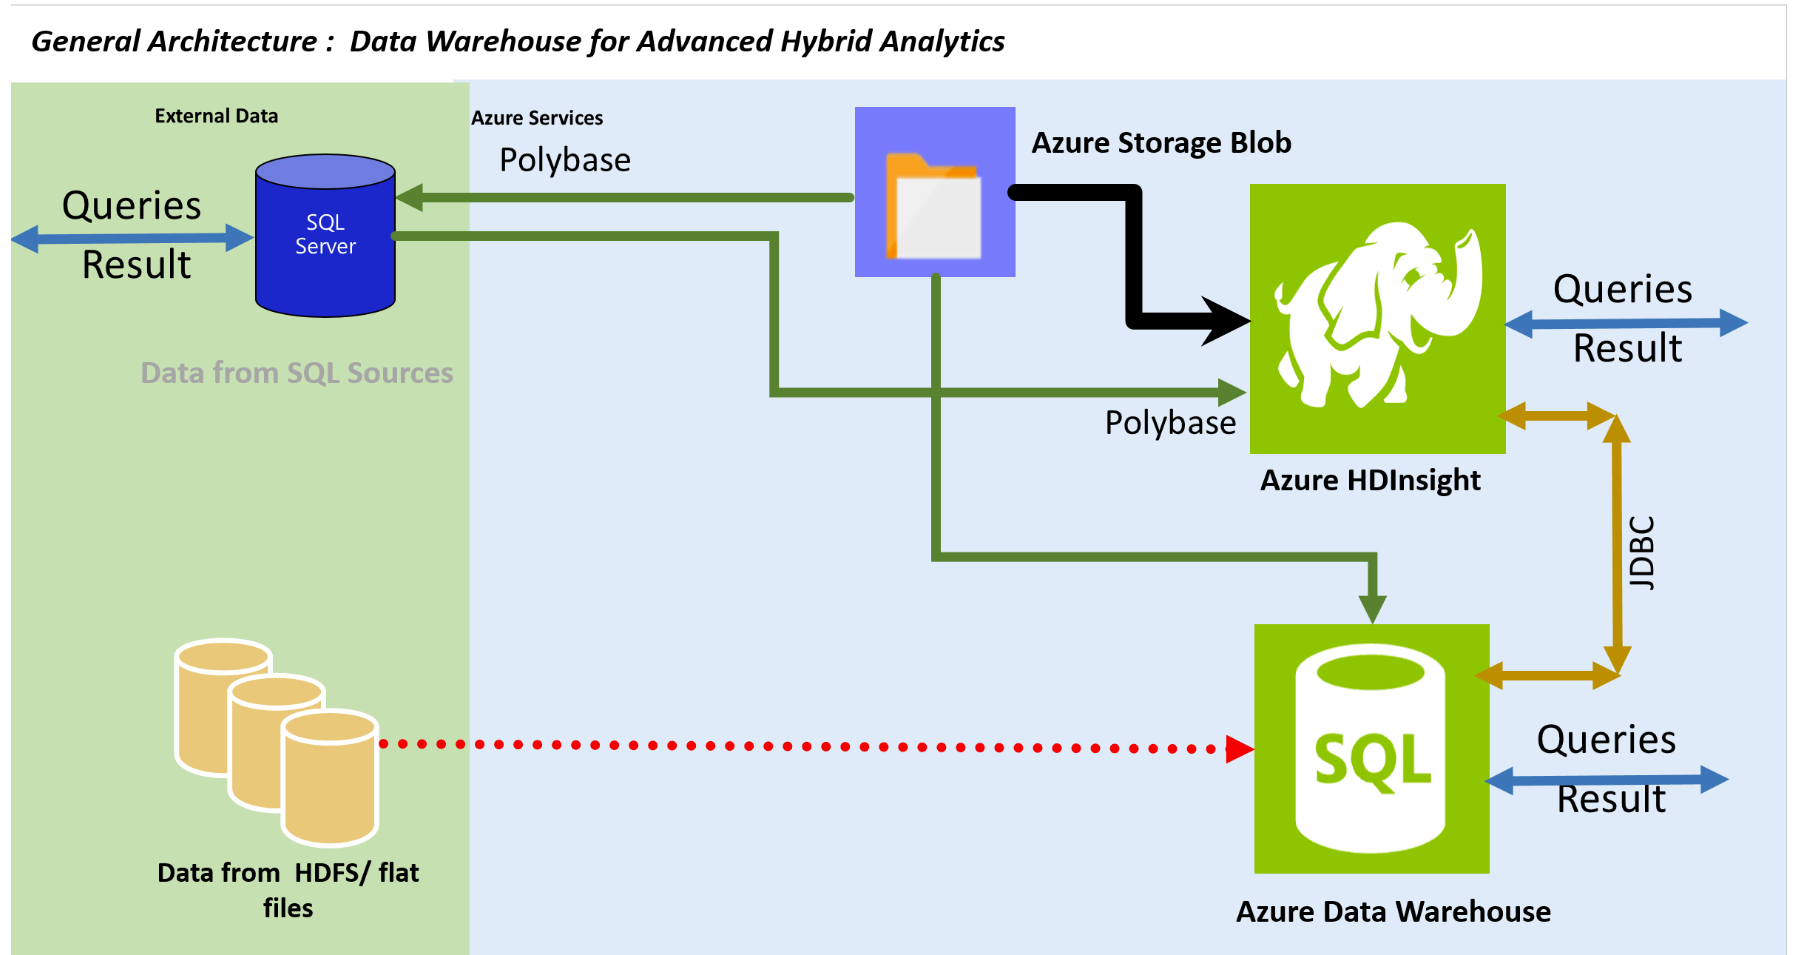 General Architecture :  Data Warehouse for Advanced Hybrid Analytics
External Data
Azure Services
Polybase
Azure Storage Blob
Queries
Result
SQL
Server
Data from SQL Sources
Queries
Result
Polybase
Azure HDInsight
JDBC
SQL
Queries
Result
Data from  HDFS/ flat
files
Azure Data Warehouse